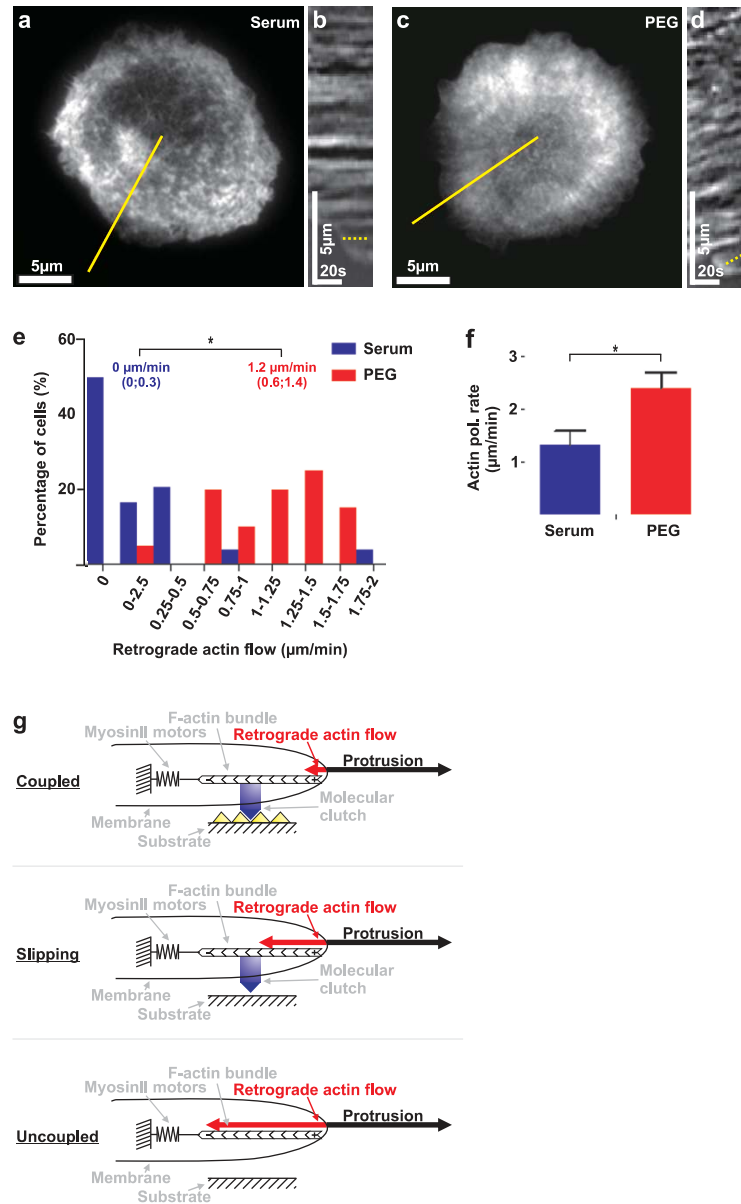 a
Serum
5µm
b
5µm
20s
c
PEG
5µm
d
5µm
20s
e
Percentage of cells (%)
60
40
20
*
0 µm/min
(0;0.3)
1.2 µm/min
(0.6;1.4)
Serum
PEG
0
0-2.5
0.25-0.5
0.5-0.75
0.75-1
1-1.25
1.25-1.5
1.5-1.75
1.75-2
Retrograde actin flow (µm/min)
f
Actin pol. rate
(µm/min)
3
2
1
*
Serum
PEG
g
Coupled
F-actin bundle
MyosinII motors
Retrograde actin flow
Protrusion
Molecular
clutch
Membrane
Substrate
Slipping
F-actin bundle
MyosinII motors
Retrograde actin flow
Protrusion
Molecular
clutch
Membrane
Substrate
Uncoupled
F-actin bundle
MyosinII motors
Retrograde actin flow
Protrusion
Membrane
Substrate